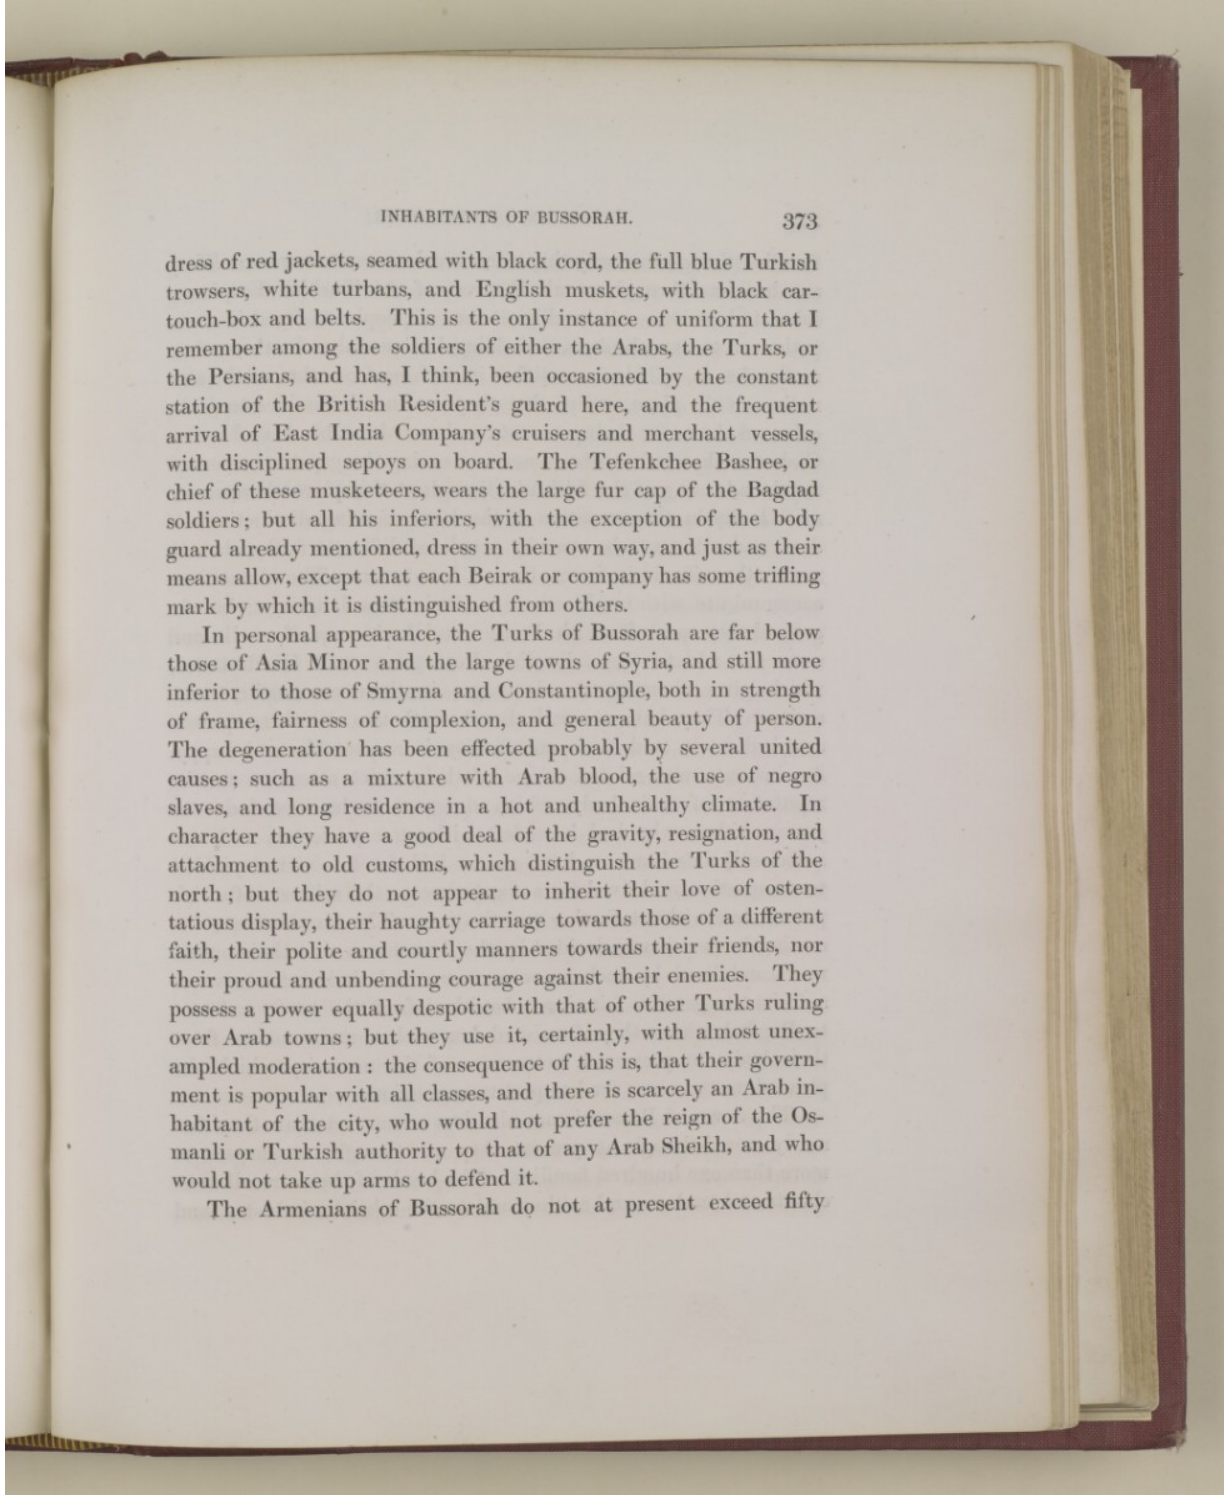 INHABITANTS OF BUSSORAH. 373
dress of red jackets, seamed with black cord, the full blue Turkish
trowsers, white turbans, and English muskets, with black car-
touch-box and belts. This is the only instance of uniform that I
remember among the soldiers of either the Arabs, the Turks, or
the Persians, and has, I think, been occasioned by the constant
station of the British Resident's guard here, and the frequent
arrival of East India Company's cruisers and merchant vessels,
with disciplined sepoys on board. The Tefenkchee Bashee, or
chief of these musketeers, wears the large fur cap of the Bagdad
soldiers; but all his inferiors, with the exception of the body
guard already mentioned, dress in their own way, and just as their
means allow, except that each Beirak or company has some trifling
mark by which it is distinguished from others.
In personal appearance, the Turks of Bussorah are far below
those of Asia Minor and the large towns of Syria, and still more
inferior to those of Smyrna and Constantinople, both in strength
of frame, fairness of complexion, and general beauty of person.
The degeneration has been effected probably by several united
causes; such as a mixture with Arab blood, the use of negro
slaves, and long residence in a hot and unhealthy climate. In
character they have a good deal of the gravity, resignation, and
attachment to old customs, which distinguish the Turks of the
north; but they do not appear to inherit their love of osten-
tatious display, their haughty carriage towards those of a different
faith, their polite and courtly manners towards their friends, nor
their proud and unbending courage against their enemies. They
possess a power equally despotic with that of other Turks ruling
over Arab towns; but they use it, certainly, with almost unex-
ampled moderation: the consequence of this is, that their govern-
ment is popular with all classes, and there is scarcely an Arab in-
habitant of the city, who would not prefer the reign of the Os-
manli or Turkish authority to that of any Arab Sheikh, and who
would not take up arms to defend it.
The Armenians of Bussorah do not at present exceed fifty